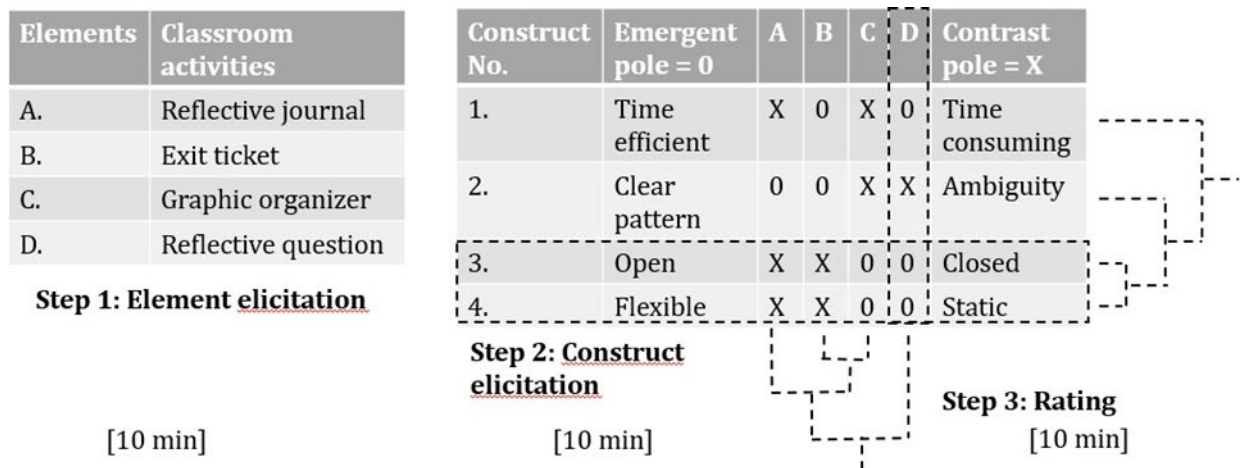 Elements Classroom
activities
A. Reflective journal
B. Exit ticket
C. Graphic organizer
D. Reflective question
Step 1: Element elicitation
[10 min]
Construct Emergent A B C D Contrast
No. pole = 0 pole = X
1. Time X 0 X 0 Time
efficient consuming
2. Clear 0 0 X X Ambiguity
pattern
3. Open X X 0 0 Closed
4. Flexible X X 0 0 Static
Step 2: Construct
elicitation
[10 min]
Step 3: Rating
[10 min]